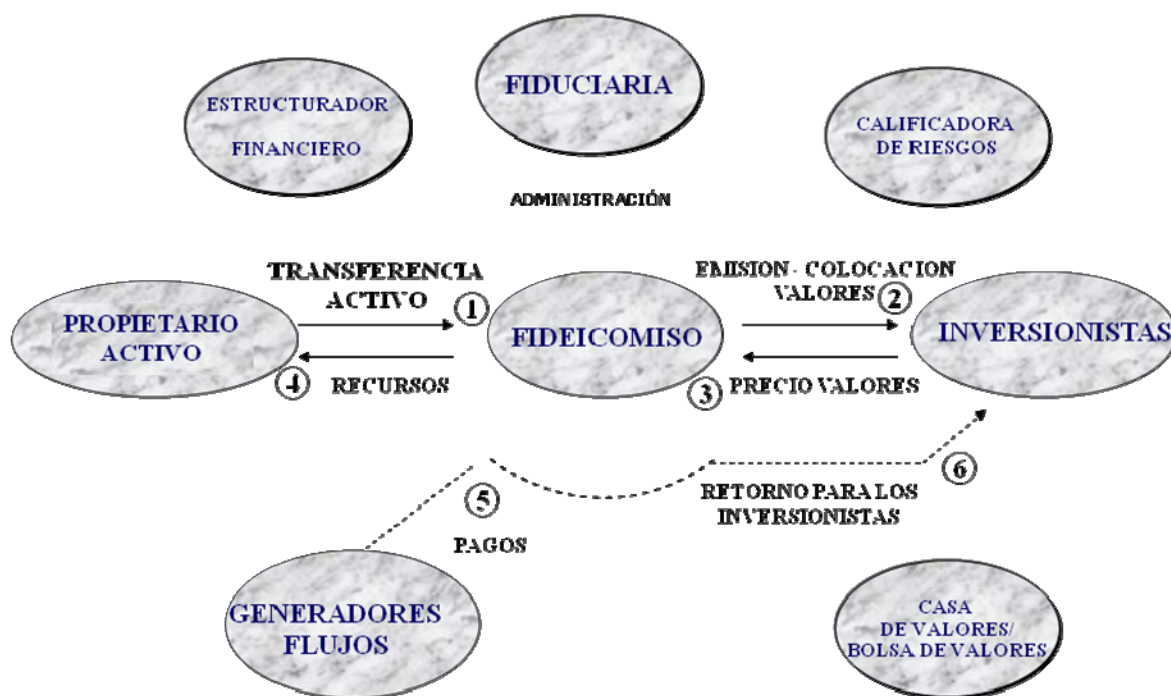 FIDUCIARIA
ESTRUCTURADOR
FINANCIERO
CALIFICADORA
DE RIESGOS
ADMINISTRACIÓN
TRANSFERENCIA
ACTIVO
1
EMISION - COLOCACION
VALORES
2
PROPIETARIO
ACTIVO
FIDEICOMISO
INVERSIONISTAS
4
RECURSOS
3
PRECIO VALORES
5
PAGOS
6
RETORNO PARA LOS
INVERSIONISTAS
GENERADORES
FLUJOS
CASA
DE VALORES/
BOLSA DE VALORES